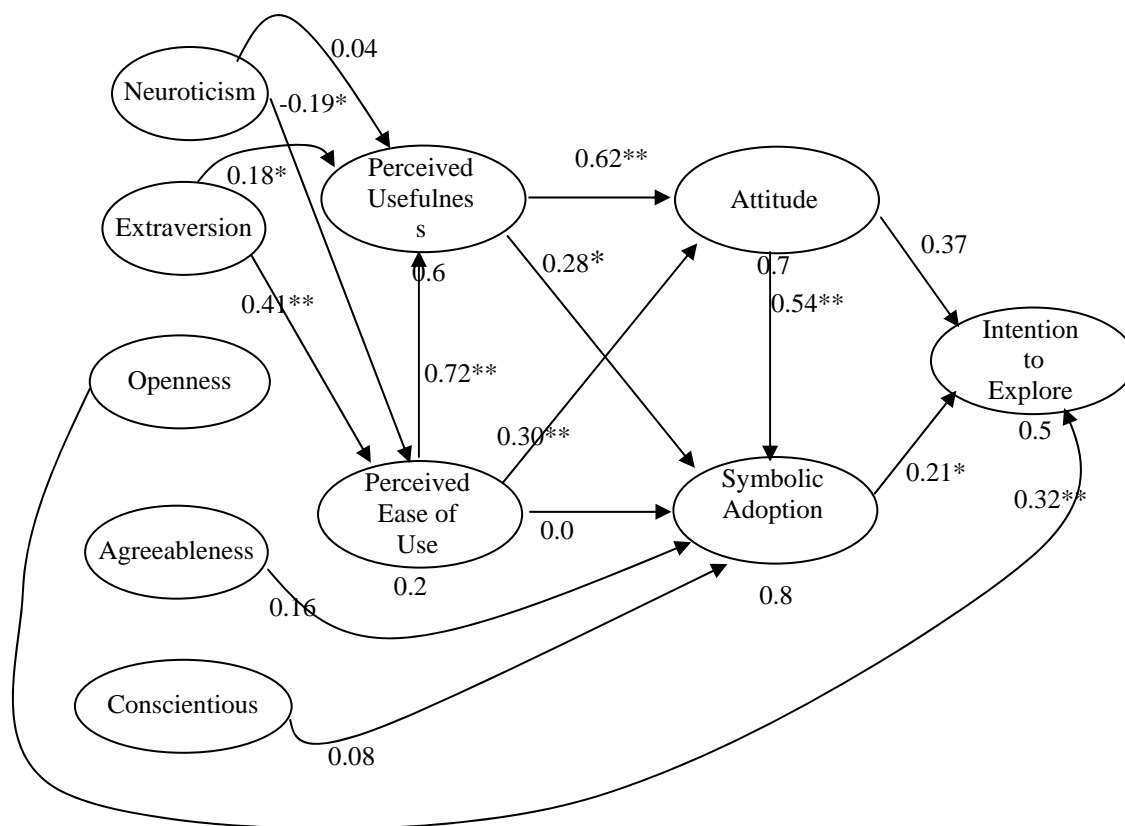 0.04
Neuroticism
-0.19*
Perceived
Usefulnes
s
0.62**
Attitude
0.18*
Extraversion
0.6
0.28*
0.7
0.37
0.41**
0.54**
Intention
to
Explore
Openness
0.72**
0.30**
0.5
Perceived
Ease of
Use
Symbolic
Adoption
0.21*
0.32**
0.0
Agreeableness
0.2
0.16
0.8
Conscientious
0.08